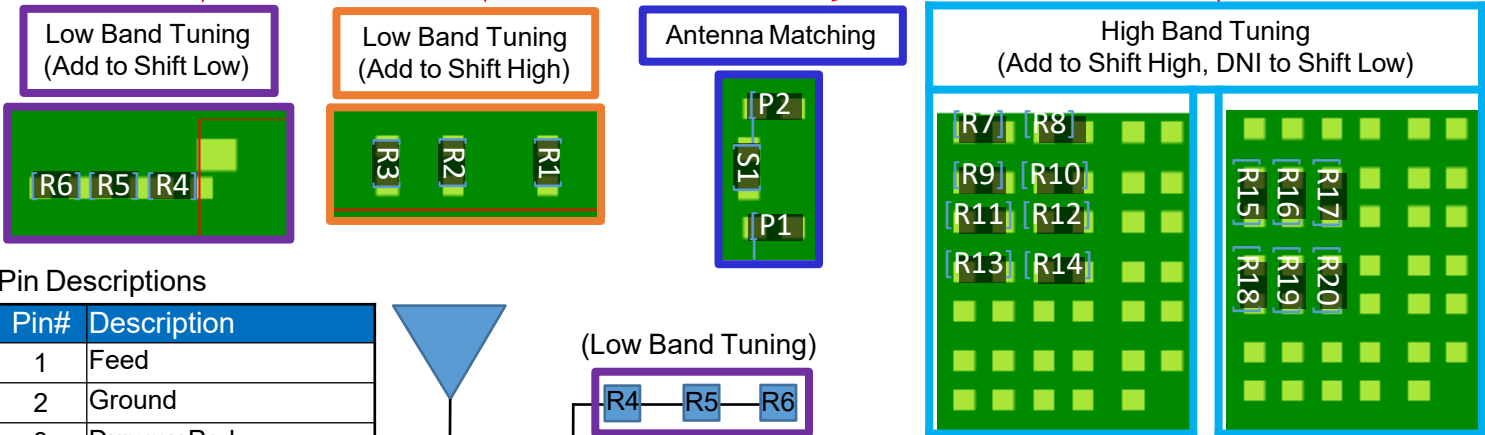 Low Band Tuning
(Add to Shift Low)
Low Band Tuning
(Add to Shift High)
Antenna Matching
High Band Tuning
(Add to Shift High, DNI to Shift Low)
R6 R5 R4
R3 R2 R1
P2
S1
P1
R7 R8
R9 R10
R11 R12
R13 R14
R15 R16 R17
R18 R19 R20
Pin Descriptions
Pin# Description
1 Feed
2 Ground
(Low Band Tuning)
R4 R5 R6